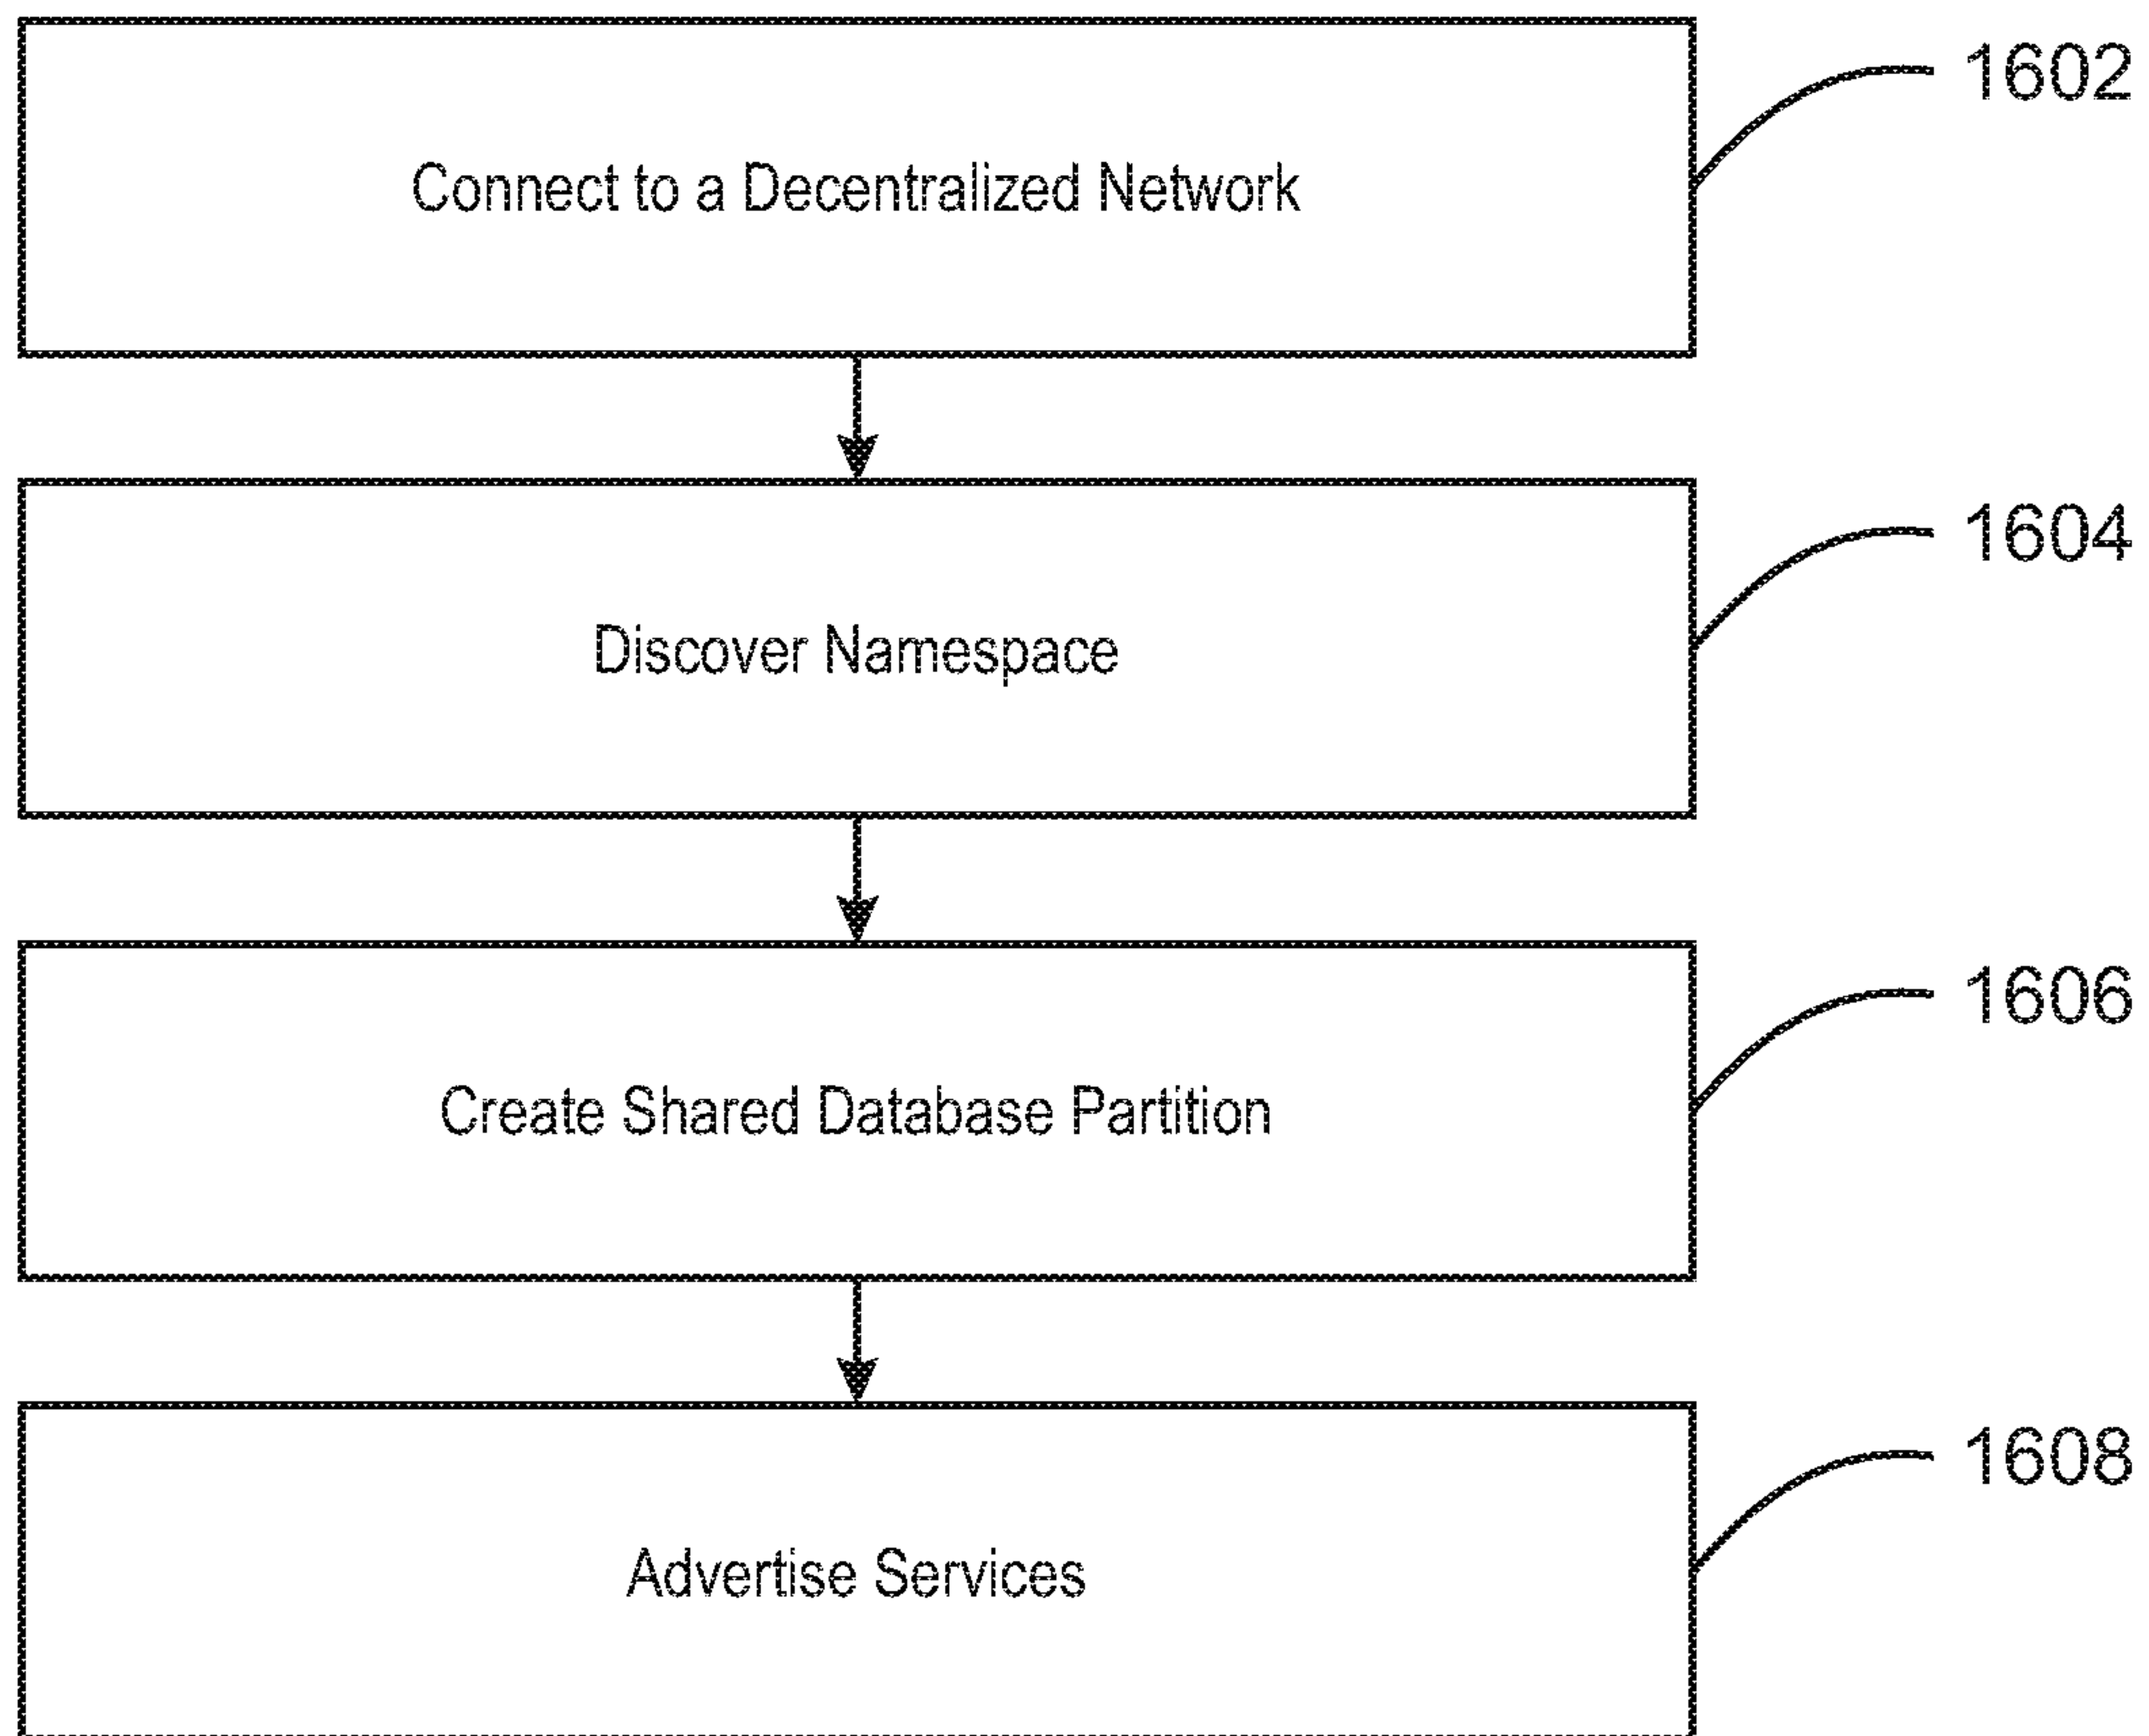 Connect to a Decentralized Network
1602
Discover Namespace
1604
Create Shared Database Partition
1606
Advertise Services
1608